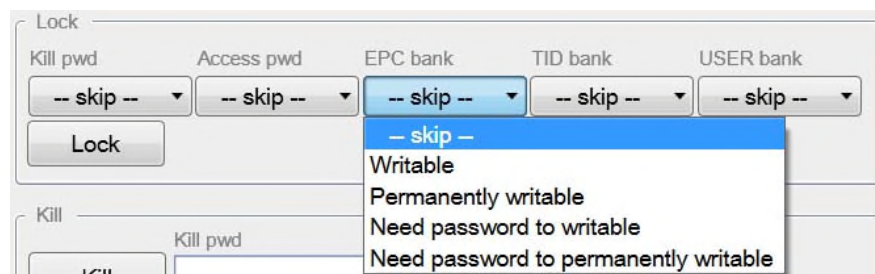 Lock
Kill pwd Access pwd EPC bank TID bank USER bank
-- skip -- -- skip -- -- skip -- -- skip -- -- skip --
Lock
-- skip --
Writable
Permanently writable
Need password to writable
Need password to permanently writable
Kill
Kill pwd
Kill